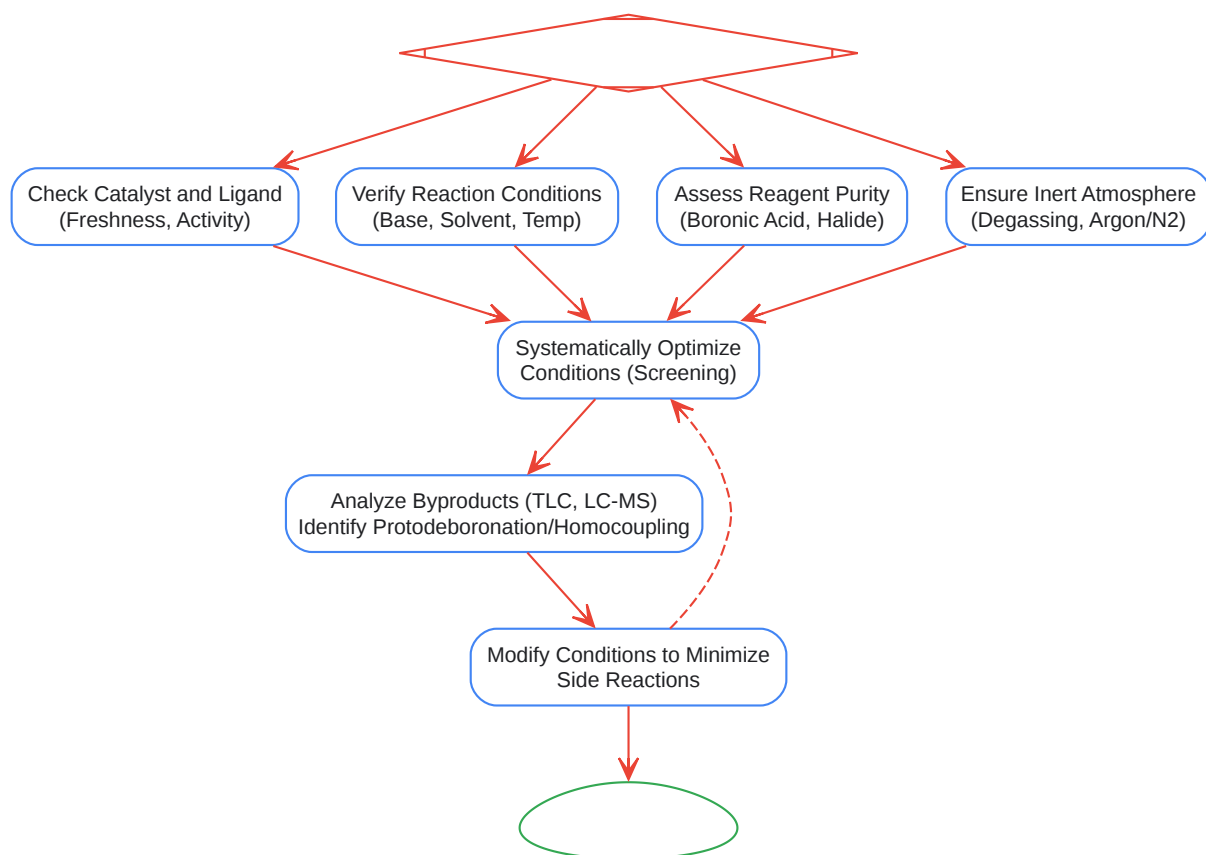 Check Catalyst and Ligand
(Freshness, Activity)
Verify Reaction Conditions
(Base, Solvent, Temp)
Assess Reagent Purity
(Boronic Acid, Halide)
Ensure Inert Atmosphere
(Degassing, Argon/N2)
Systematically Optimize
Conditions (Screening)
Analyze Byproducts (TLC, LC-MS)
Identify Protodeboronation/Homocoupling
Modify Conditions to Minimize
Side Reactions